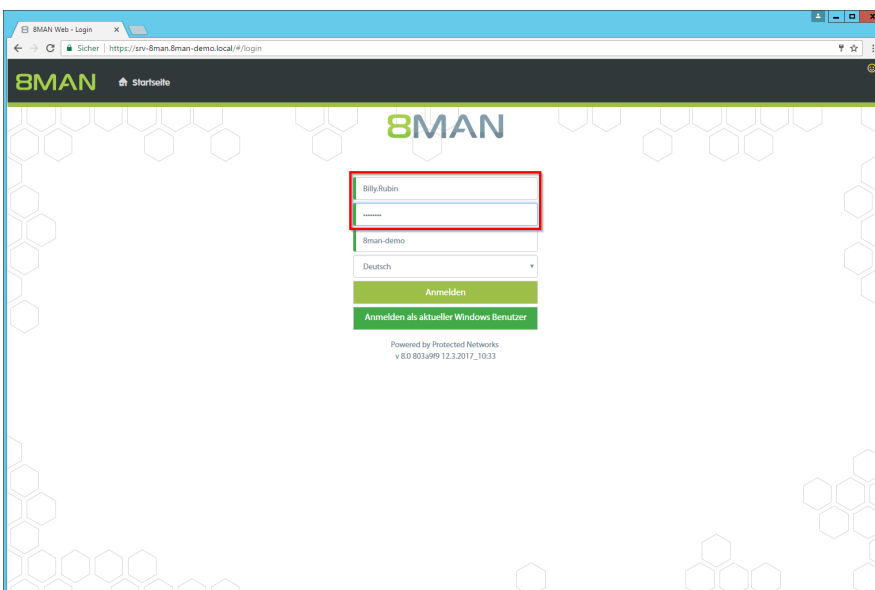 8MAN Web - Login
Sicher | https://srv-8man.8man-demo.local/#/login
8MAN Startseite
8MAN
Billy.Rubin
••••••••
8man-demo
Deutsch
Anmelden
Anmelden als aktueller Windows Benutzer
Powered by Protected Networks
v 8.0 803a9f9 12.3.2017_10:33